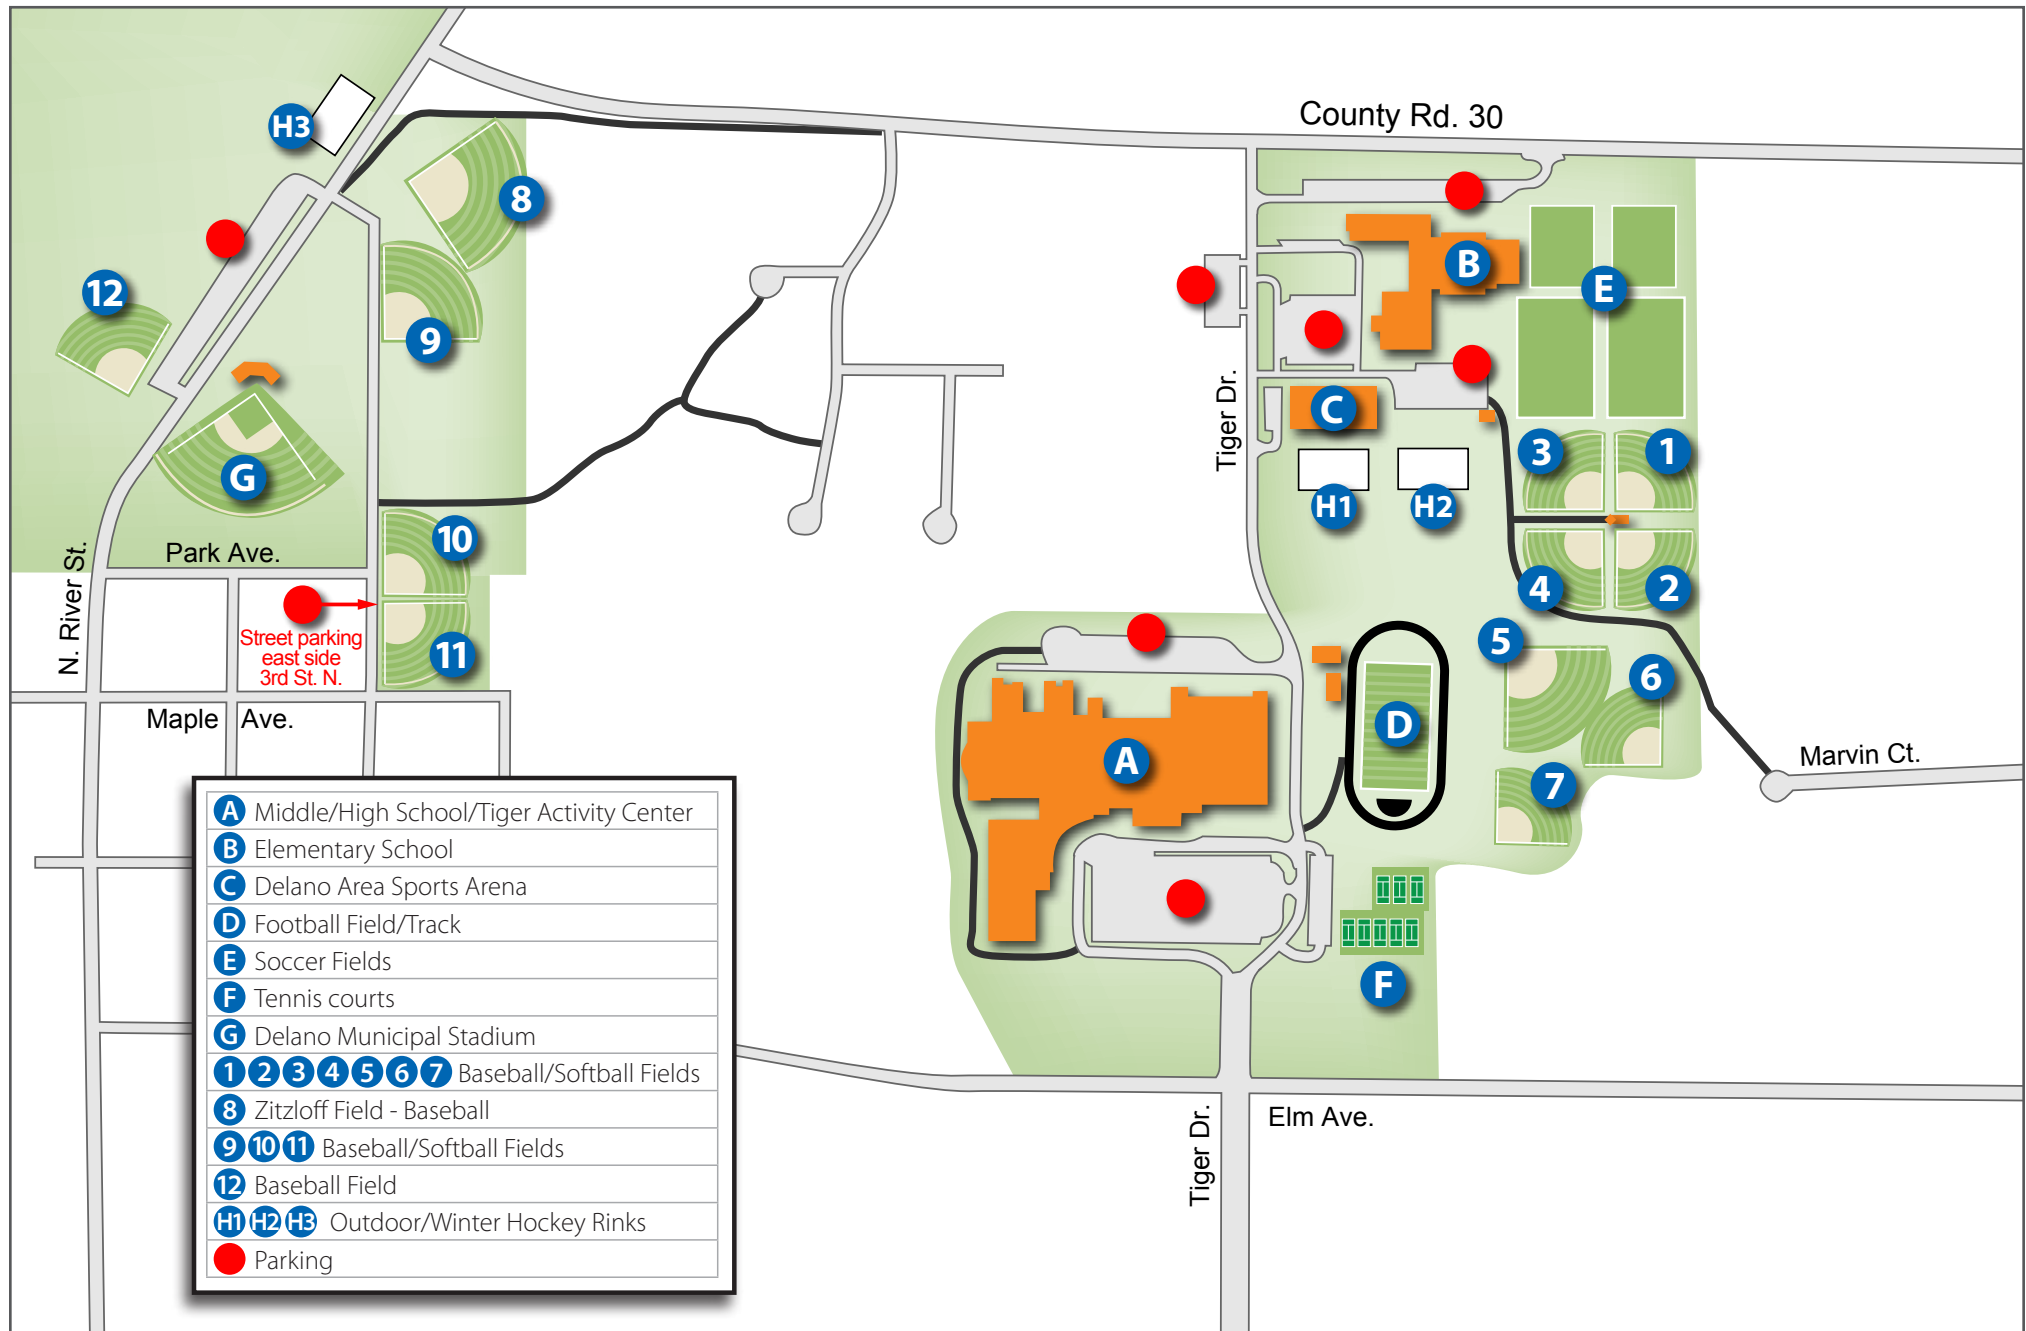 County Rd. 30
H3
8
12
9
G
10
11
Park Ave.
N. River St.
Street parking
east side
3rd St. N.
Maple Ave.
B
E
C
Tiger Dr.
H1
H2
3
1
4
2
5
6
7
D
A
F
Marvin Ct.
Elm Ave.
Tiger Dr.
A Middle/High School/Tiger Activity Center
B Elementary School
C Delano Area Sports Arena
D Football Field/Track
E Soccer Fields
F Tennis courts
G Delano Municipal Stadium
1 2 3 4 5 6 7 Baseball/Softball Fields
8 Zitzloff Field - Baseball
9 10 11 Baseball/Softball Fields
12 Baseball Field
H1 H2 H3 Outdoor/Winter Hockey Rinks
Parking